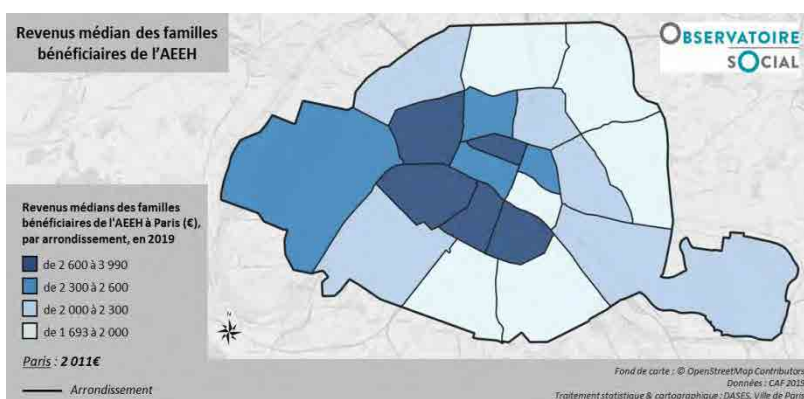 Revenus médian des familles
bénéficiaires de l'AEEH
OBSERVATOIRE
SOCIAL
Revenus médians des familles
bénéficiaires de l'AEEH à Paris (€),
par arrondissement, en 2019
de 2 600 à 3 990
de 2 300 à 2 600
de 2 000 à 2 300
de 1 693 à 2 000
Paris : 2 011€
Arrondissement
N
Fond de carte : © OpenStreetMap Contributors
Données : CAF 2019
Traitement statistique & cartographique : DASES, Ville de Paris